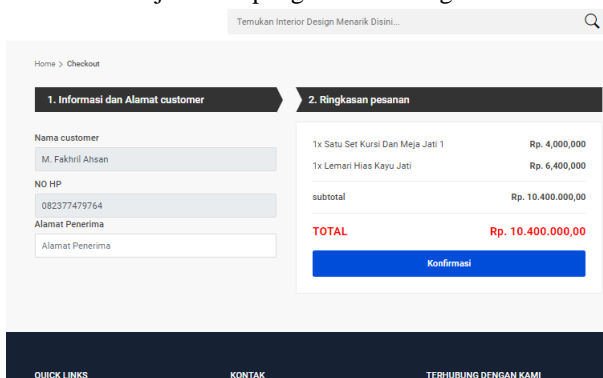 Temukan Interior Design Menarik Disini...
Home > Checkout
1. Informasi dan Alamat customer
Nama customer
M. Fakhril Ahsan
NO HP
082377479764
Alamat Penerima
Alamat Penerima
2. Ringkasan pesanan
1x Satu Set Kursi Dan Meja Jati 1 Rp. 4,000,000
1x Lemari Hias Kayu Jati Rp. 6,400,000
subtotal Rp. 10.400.000,00
TOTAL Rp. 10.400.000,00
Konfirmasi
QUICK LINKS KONTAK TERHUBUNG DENGAN KAMI